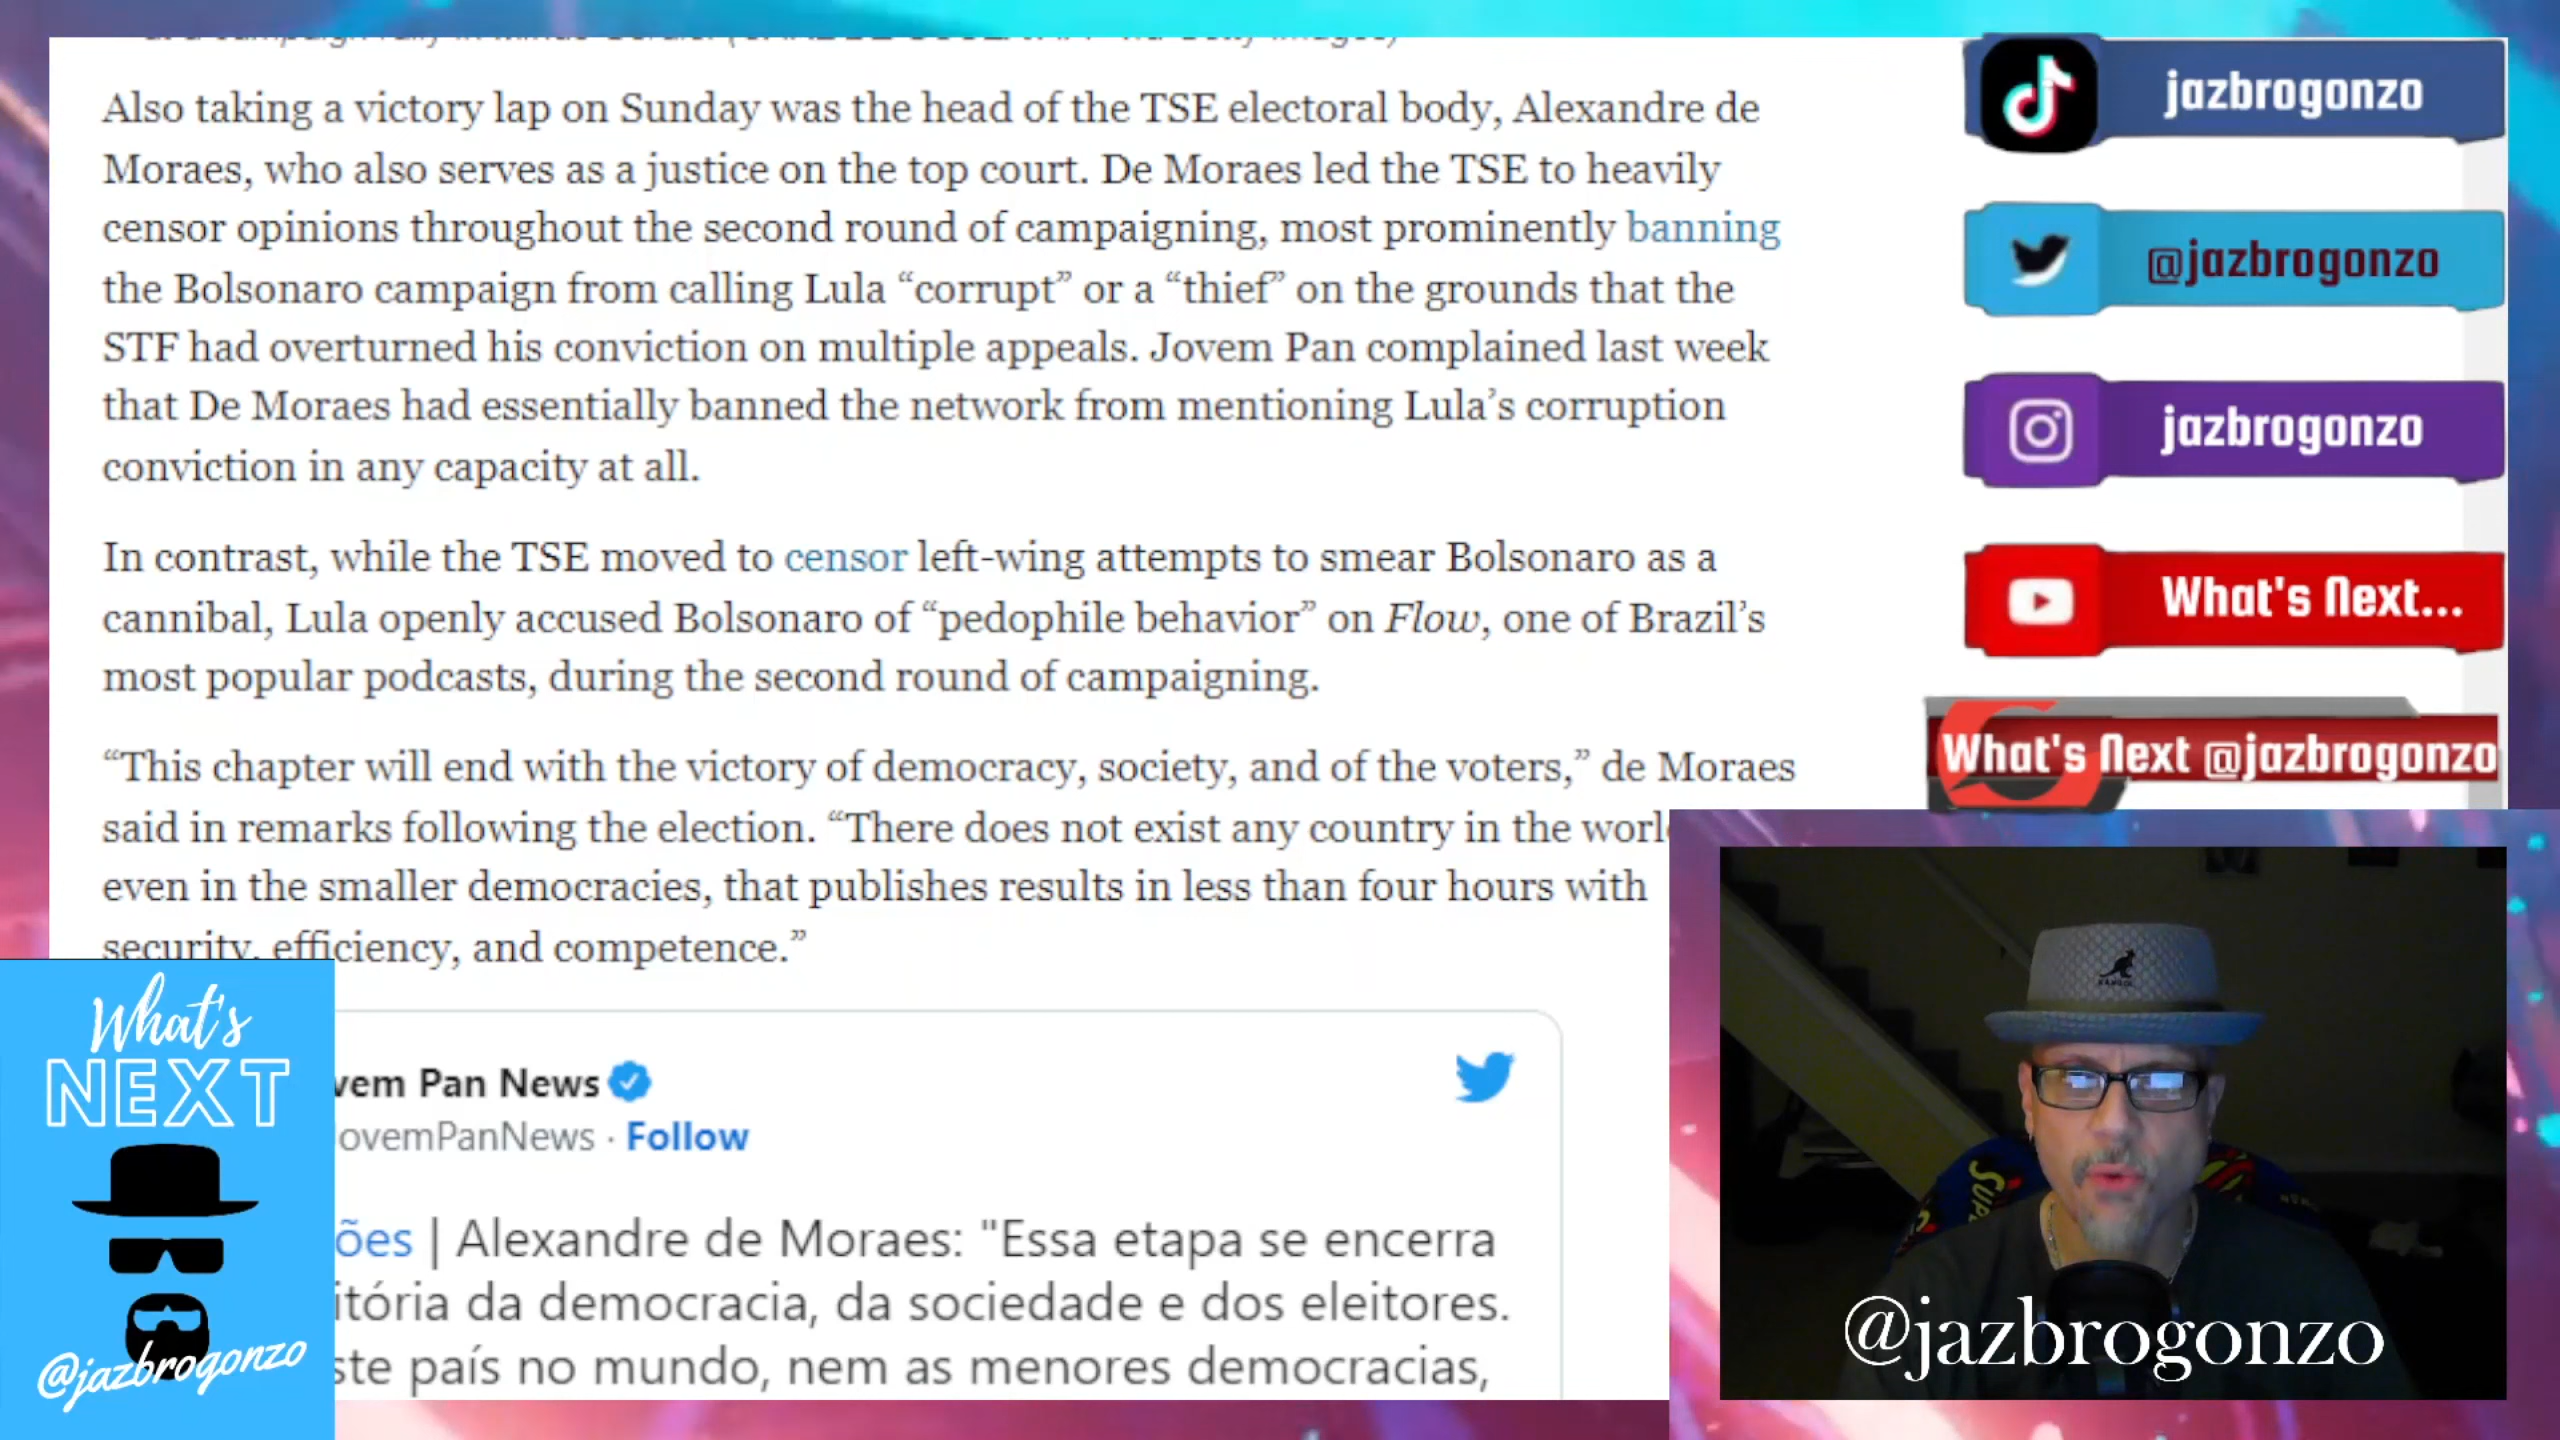 Also taking a victory lap on Sunday was the head of the TSE electoral body, Alexandre de
Moraes, who also serves as a justice on the top court. De Moraes led the TSE to heavily
censor opinions throughout the second round of campaigning, most prominently banning
the Bolsonaro campaign from calling Lula “corrupt” or a “thief” on the grounds that the
STF had overturned his conviction on multiple appeals. Jovem Pan complained last week
that De Moraes had essentially banned the network from mentioning Lula’s corruption
conviction in any capacity at all.
In contrast, while the TSE moved to censor left-wing attempts to smear Bolsonaro as a
cannibal, Lula openly accused Bolsonaro of “pedophile behavior” on Flow, one of Brazil’s
most popular podcasts, during the second round of campaigning.
“This chapter will end with the victory of democracy, society, and of the voters,” de Moraes
said in remarks following the election. “There does not exist any country in the worl
even in the smaller democracies, that publishes results in less than four hours with
security, efficiency, and competence.”
vem Pan News
ovemPanNews · Follow
ões | Alexandre de Moraes: "Essa etapa se encerra
itória da democracia, da sociedade e dos eleitores.
ste país no mundo, nem as menores democracias,
jazbrogonzo
@jazbrogonzo
jazbrogonzo
What's Next...
What's Next @jazbrogonzo
What's
NEXT
@jazbrogonzo
KANGOL
SUPE
@jazbrogonzo